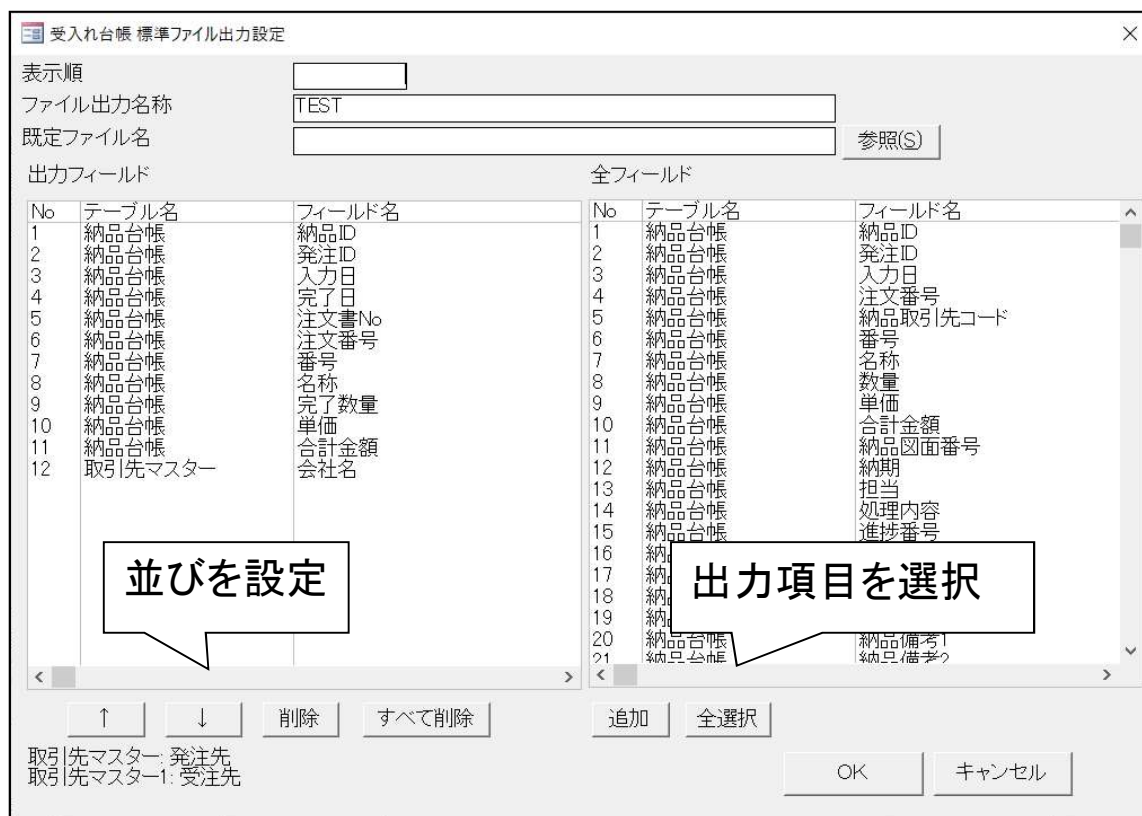 受入れ台帳 標準ファイル出力設定
表示順
ファイル出力名称 TEST
既定ファイル名 参照(S)
出力フィールド
No テーブル名 フィールド名
1 納品台帳 納品ID
2 納品台帳 発注ID
3 納品台帳 入力日
4 納品台帳 完了日
5 納品台帳 注文書No
6 納品台帳 注文番号
7 納品台帳 番号
8 納品台帳 名称
9 納品台帳 完了数量
10 納品台帳 単価
11 納品台帳 合計金額
12 取引先マスター 会社名
並びを設定
↑ ↓ 削除 すべて削除
取引先マスター: 発注先
取引先マスター1: 受注先
全フィールド
No テーブル名 フィールド名
1 納品台帳 納品ID
2 納品台帳 発注ID
3 納品台帳 入力日
4 納品台帳 注文番号
5 納品台帳 納品取引先コード
6 納品台帳 番号
7 納品台帳 名称
8 納品台帳 数量
9 納品台帳 単価
10 納品台帳 合計金額
11 納品台帳 納品図面番号
12 納品台帳 納期
13 納品台帳 担当
14 納品台帳 処理内容
15 納品台帳 進捗番号
16
17
18
19
20 納品台帳 納品備考1
21 納品台帳 納品備考2
出力項目を選択
追加 全選択
OK キャンセル